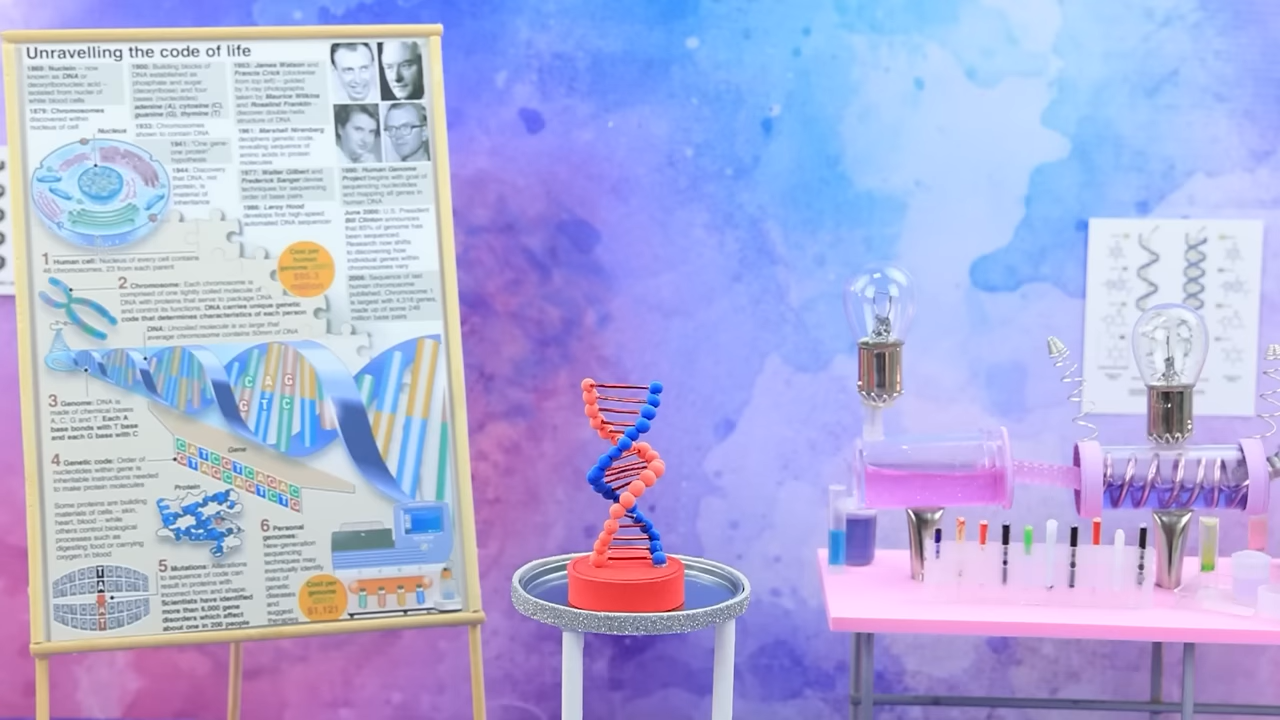 Unravelling the code of life
1869: Nuclein – now
known as DNA or
deoxyribonucleic acid –
isolated from nuclei of
white blood cells
1879: Chromosomes
discovered within
nucleus of cell
Nucleus
1900: Building blocks of
DNA established as
phosphate and sugar
(deoxyribose) and four
bases (nucleotides)
adenine (A), cytosine (C),
guanine (G), thymine (T)
1933: Chromosomes
shown to contain DNA
1941: "One gene-
one protein"
hypothesis
1944: Discovery
that DNA, not
protein, is
material of
inheritance
1953: James Watson and
Francis Crick (clockwise
from top left) – guided
by X-ray photographs
taken by Maurice Wilkins
and Rosalind Franklin –
discover double-helix
structure of DNA
1961: Marshall Nirenberg
deciphers genetic code,
revealing sequence of
amino acids in protein
molecules
1977: Walter Gilbert and
Frederick Sanger devise
techniques for sequencing
order of base pairs
1986: Leroy Hood
develops first high-speed
automated DNA sequencer
1990: Human Genome
Project begins with goal of
sequencing nucleotides
and mapping all genes in
human DNA
June 2000: U.S. President
Bill Clinton announces
that 85% of genome has
been sequenced.
Research now shifts
to discovering how
individual genes within
chromosomes vary
2006: Sequence of last
human chromosome
published. Chromosome 1
is largest with 4,316 genes,
made up of some 249
million base pairs
Cost per
human
genome
million
1 Human cell: Nucleus of every cell contains
46 chromosomes, 23 from each parent
2 Chromosome: Each chromosome is
comprised of one tightly coiled molecule of
DNA with proteins that serve to package DNA
and control its functions. DNA carries unique genetic
code that determines characteristics of each person
DNA: Uncoiled molecule is so large that
average chromosome contains 50mm of DNA
C A G
G T C
3 Genome: DNA is
made of chemical bases
A, C, G and T. Each A
base bonds with T base
and each G base with C
Gene
CATCGTCAGAC
GTAGCAGTCTG
4 Genetic code: Order of
nucleotides within gene is
inheritable instructions needed
to make protein molecules
Protein
Some proteins are building
materials of cells – skin,
heart, blood – while
others control biological
processes such as
digesting food or carrying
oxygen in blood
5 Mutations: Alterations
to sequence of code can
result in proteins with
incorrect form and shape.
Scientists have identified
more than 6,000 gene
disorders which affect
about one in 200 people
6 Personal
genomes:
New-generation
sequencing
techniques may
eventually identify
risks of
genetic
diseases
and
suggest
therapies
Cost per
genome
$1,121